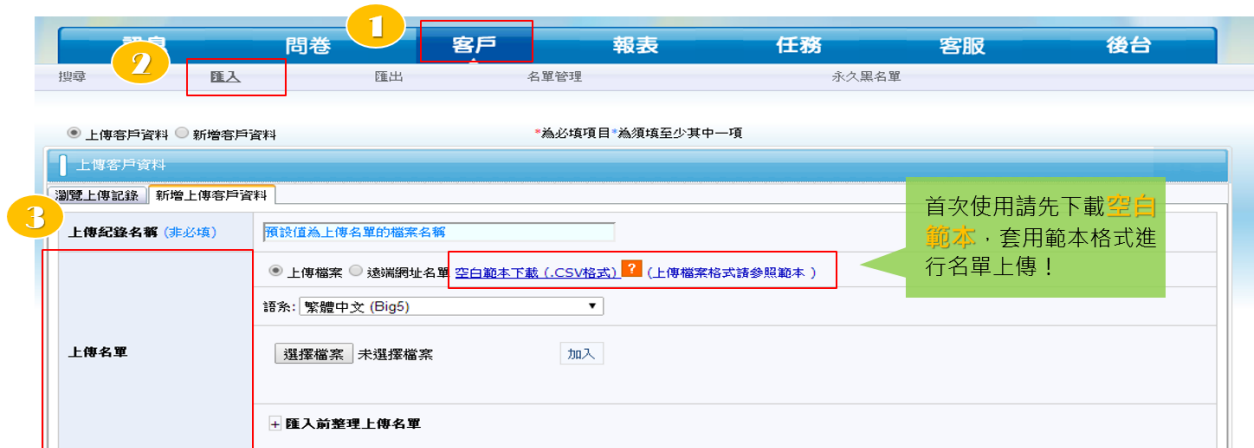 1
問卷 客戶 報表 任務 客服 後台
2
搜尋 匯入 匯出 名單管理 永久黑名單
上傳客戶資料 新增客戶資料 *為必填項目*為須填至少其中一項
上傳客戶資料
瀏覽上傳記錄 新增上傳客戶資料
3
上傳紀錄名稱 (非必填) 預設值為上傳名單的檔案名稱
首次使用請先下載空白
範本，套用範本格式進
行名單上傳！
上傳檔案 遠端網址名單 空白範本下載 (.CSV格式) ? (上傳檔案格式請參照範本 )
語系: 繁體中文 (Big5)
上傳名單
選擇檔案 未選擇檔案 加入
+ 匯入前整理上傳名單